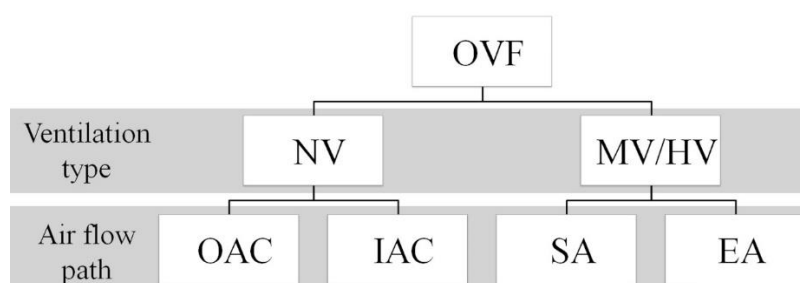 OVF
Ventilation
type
NV
MV/HV
Air flow
path
OAC
IAC
SA
EA